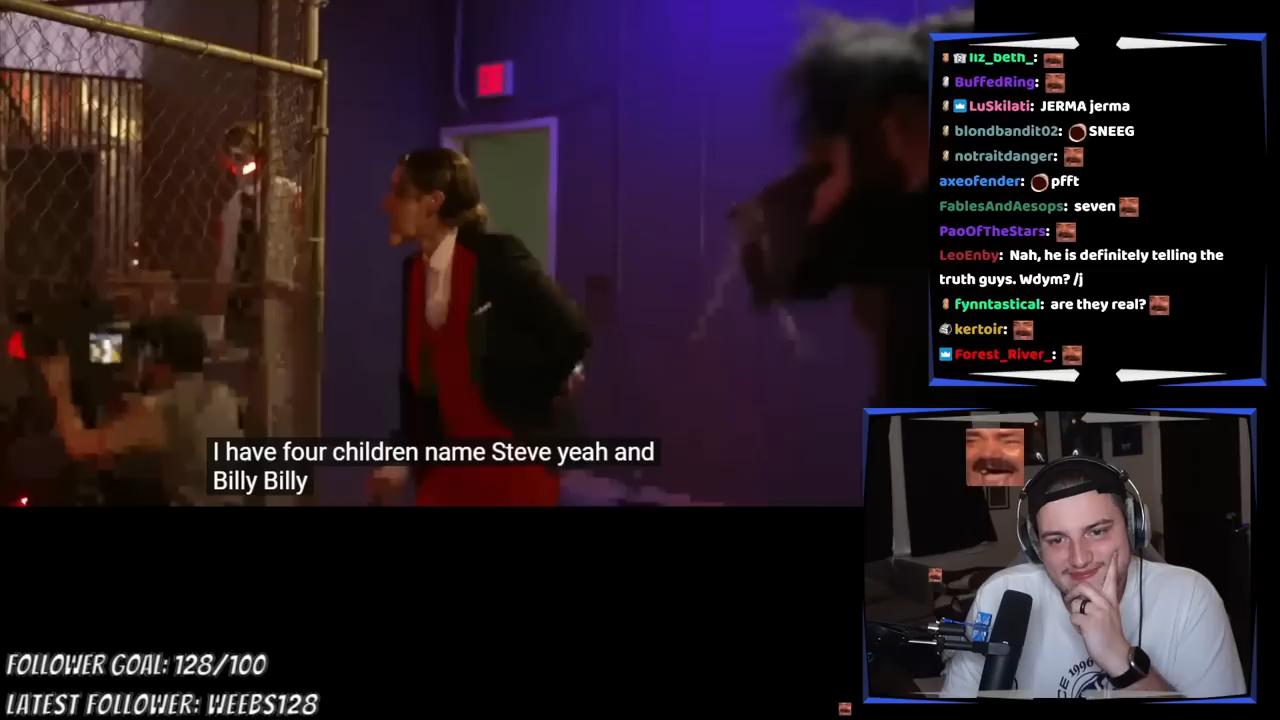 liz_beth_:
BuffedRing:
LuSkilati: JERMA jerma
blondbandit02: SNEEG
notraitdanger:
axeofender: pfft
FablesAndAesops: seven
PaoOfTheStars:
LeoEnby: Nah, he is definitely telling the
truth guys. Wdym? /j
fynntastical: are they real?
kertoir:
Forest_River_:
I have four children name Steve yeah and
Billy Billy
FOLLOWER GOAL: 128/100
LATEST FOLLOWER: WEEBS128
1996